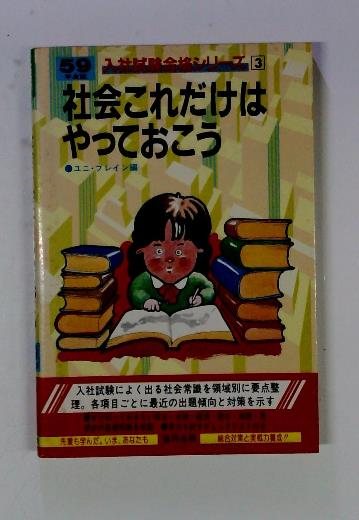 59
年度版
入社試験合格シリーズ 3
社会これだけは
やっておこう
●ユニ・ブレイン編
入社試験によく出る社会常識を領域別に要点整
理。各項目ごとに最近の出題傾向と対策を示す
先輩も学んだ。いま、あなたも
総合対策と実戦力養成!!